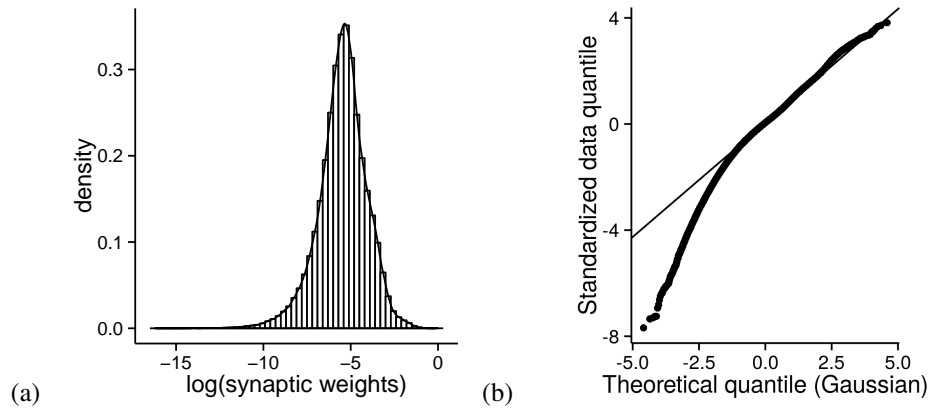 density
0.3
0.2
0.1
0.0
−15
−10
−5
0
log(synaptic weights)
(a)
Standardized data quantile
4
0
-4
-8
-5.0
-2.5
0.0
2.5
5.0
Theoretical quantile (Gaussian)
(b)